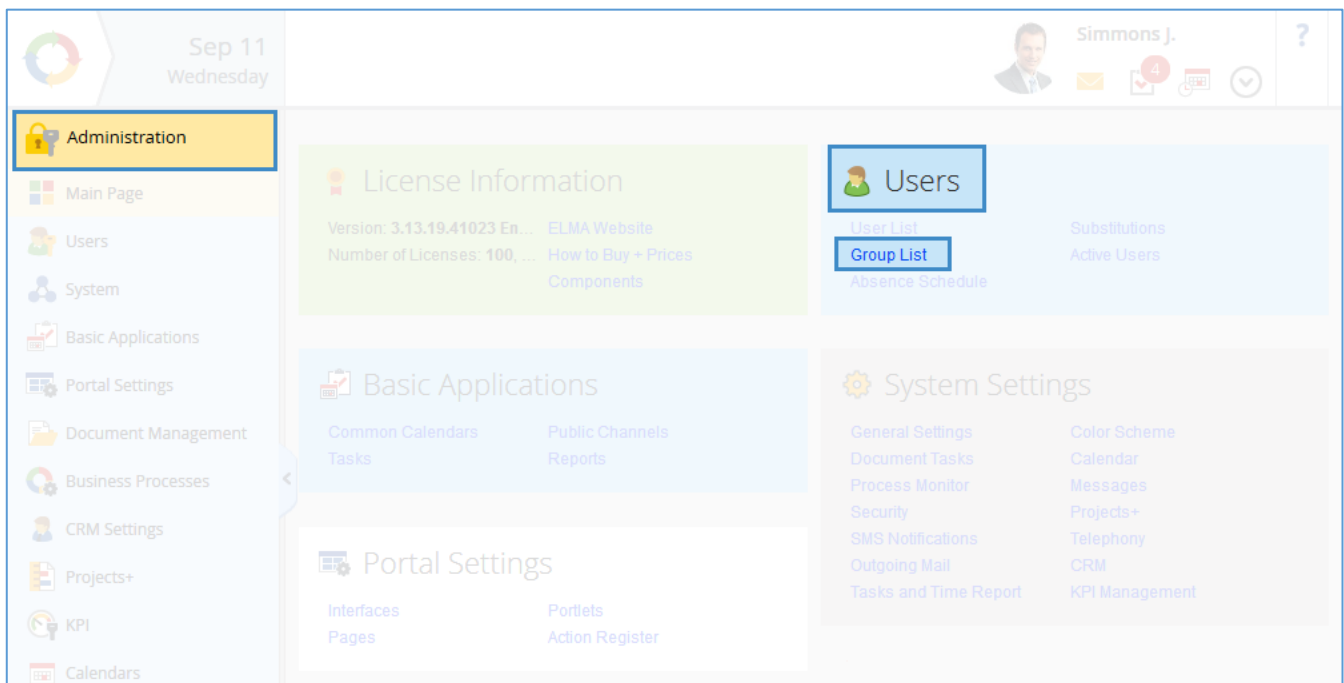 Sep 11
Wednesday
Simmons J.
?
4
Administration
Main Page
Users
System
Basic Applications
Portal Settings
Document Management
Business Processes
CRM Settings
Projects+
KPI
Calendars
License Information
Version: 3.13.19.41023 En... ELMA Website
Number of Licenses: 100, ... How to Buy + Prices
Components
Users
User List Substitutions
Group List Active Users
Absence Schedule
Basic Applications
Common Calendars Public Channels
Tasks Reports
System Settings
General Settings Color Scheme
Document Tasks Calendar
Process Monitor Messages
Security Projects+
SMS Notifications Telephony
Outgoing Mail CRM
Tasks and Time Report KPI Management
Portal Settings
Interfaces Portlets
Pages Action Register